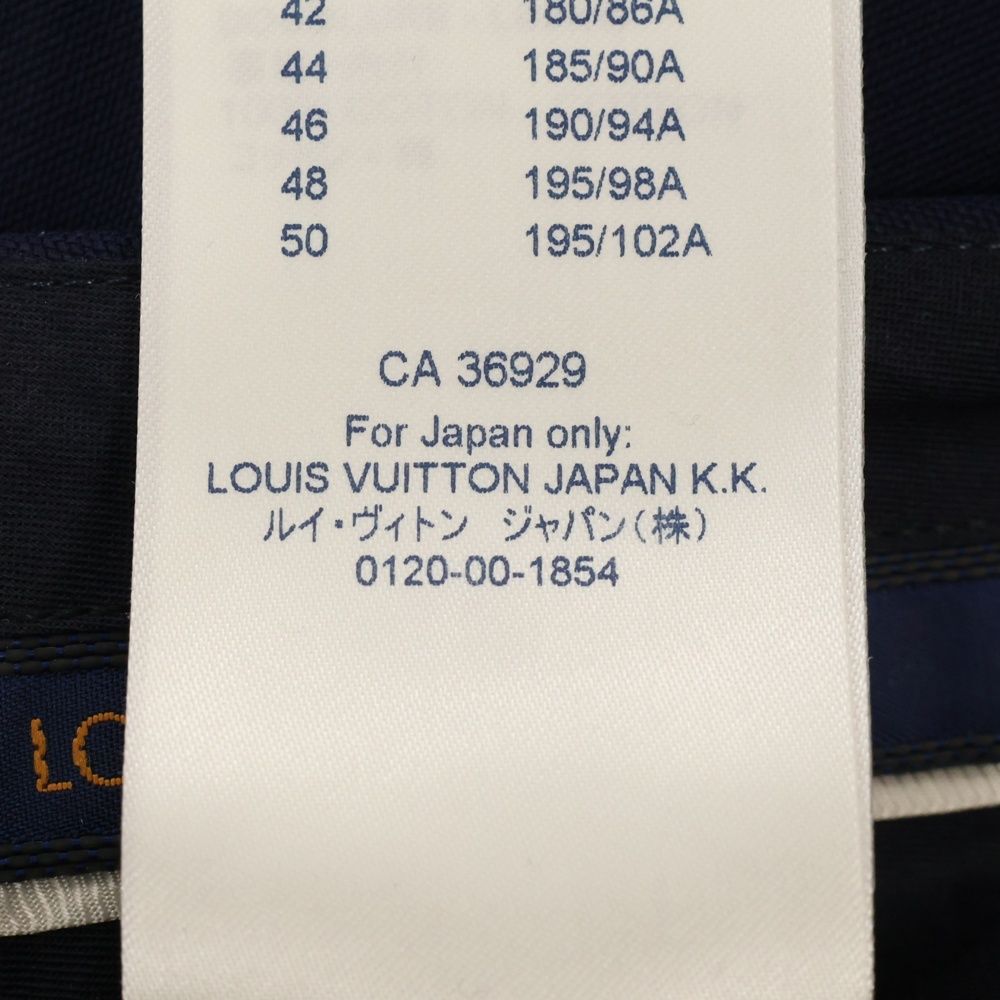 42 180/86A
44 185/90A
46 190/94A
48 195/98A
50 195/102A
CA 36929
For Japan only:
LOUIS VUITTON JAPAN K.K.
ルイ・ヴィトン ジャパン(株)
0120-00-1854
LO